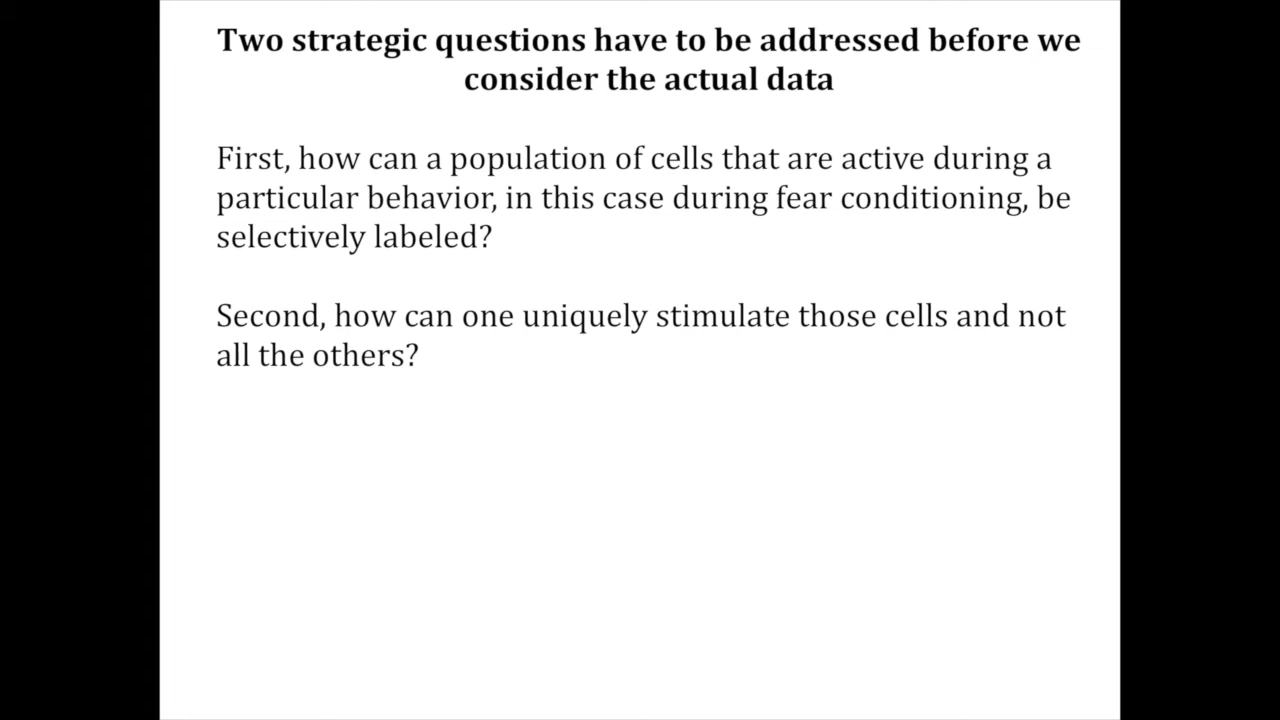 Two strategic questions have to be addressed before we
consider the actual data
First, how can a population of cells that are active during a
particular behavior, in this case during fear conditioning, be
selectively labeled?
Second, how can one uniquely stimulate those cells and not
all the others?